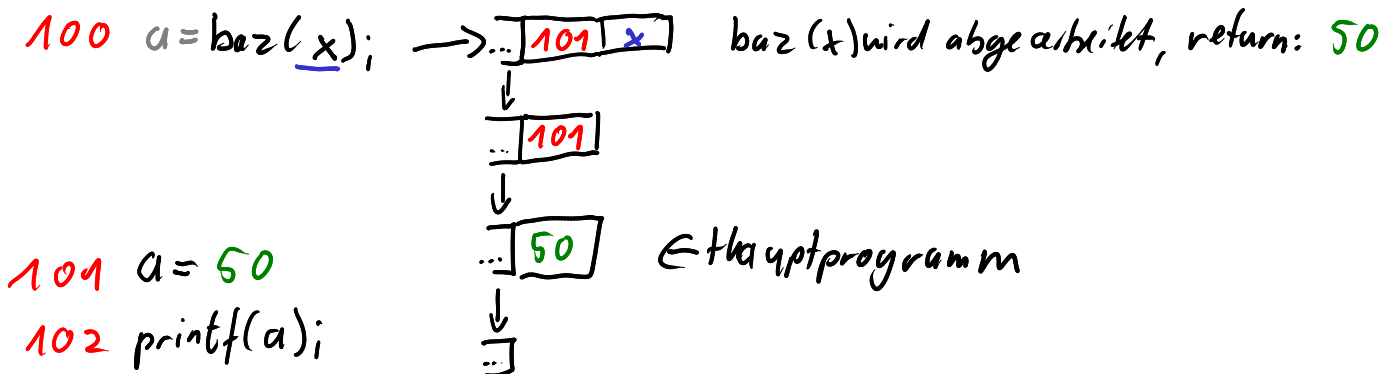 100 a = baz(x); → ... 101 x baz(x) wird abgearbeitet, return: 50
... 101
... 50 ← Hauptprogramm
101 a = 50
102 printf(a);
...